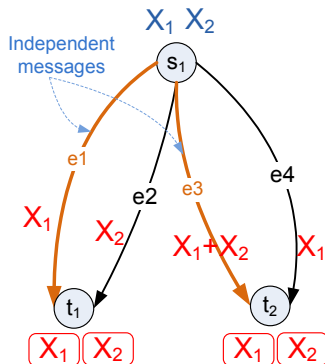 X₁ X₂
Independent
messages
s₁
e1
e2
e3
e4
X₁
X₂
X₁+X₂
X₁
t₁
t₂
X₁ X₂
X₁ X₂